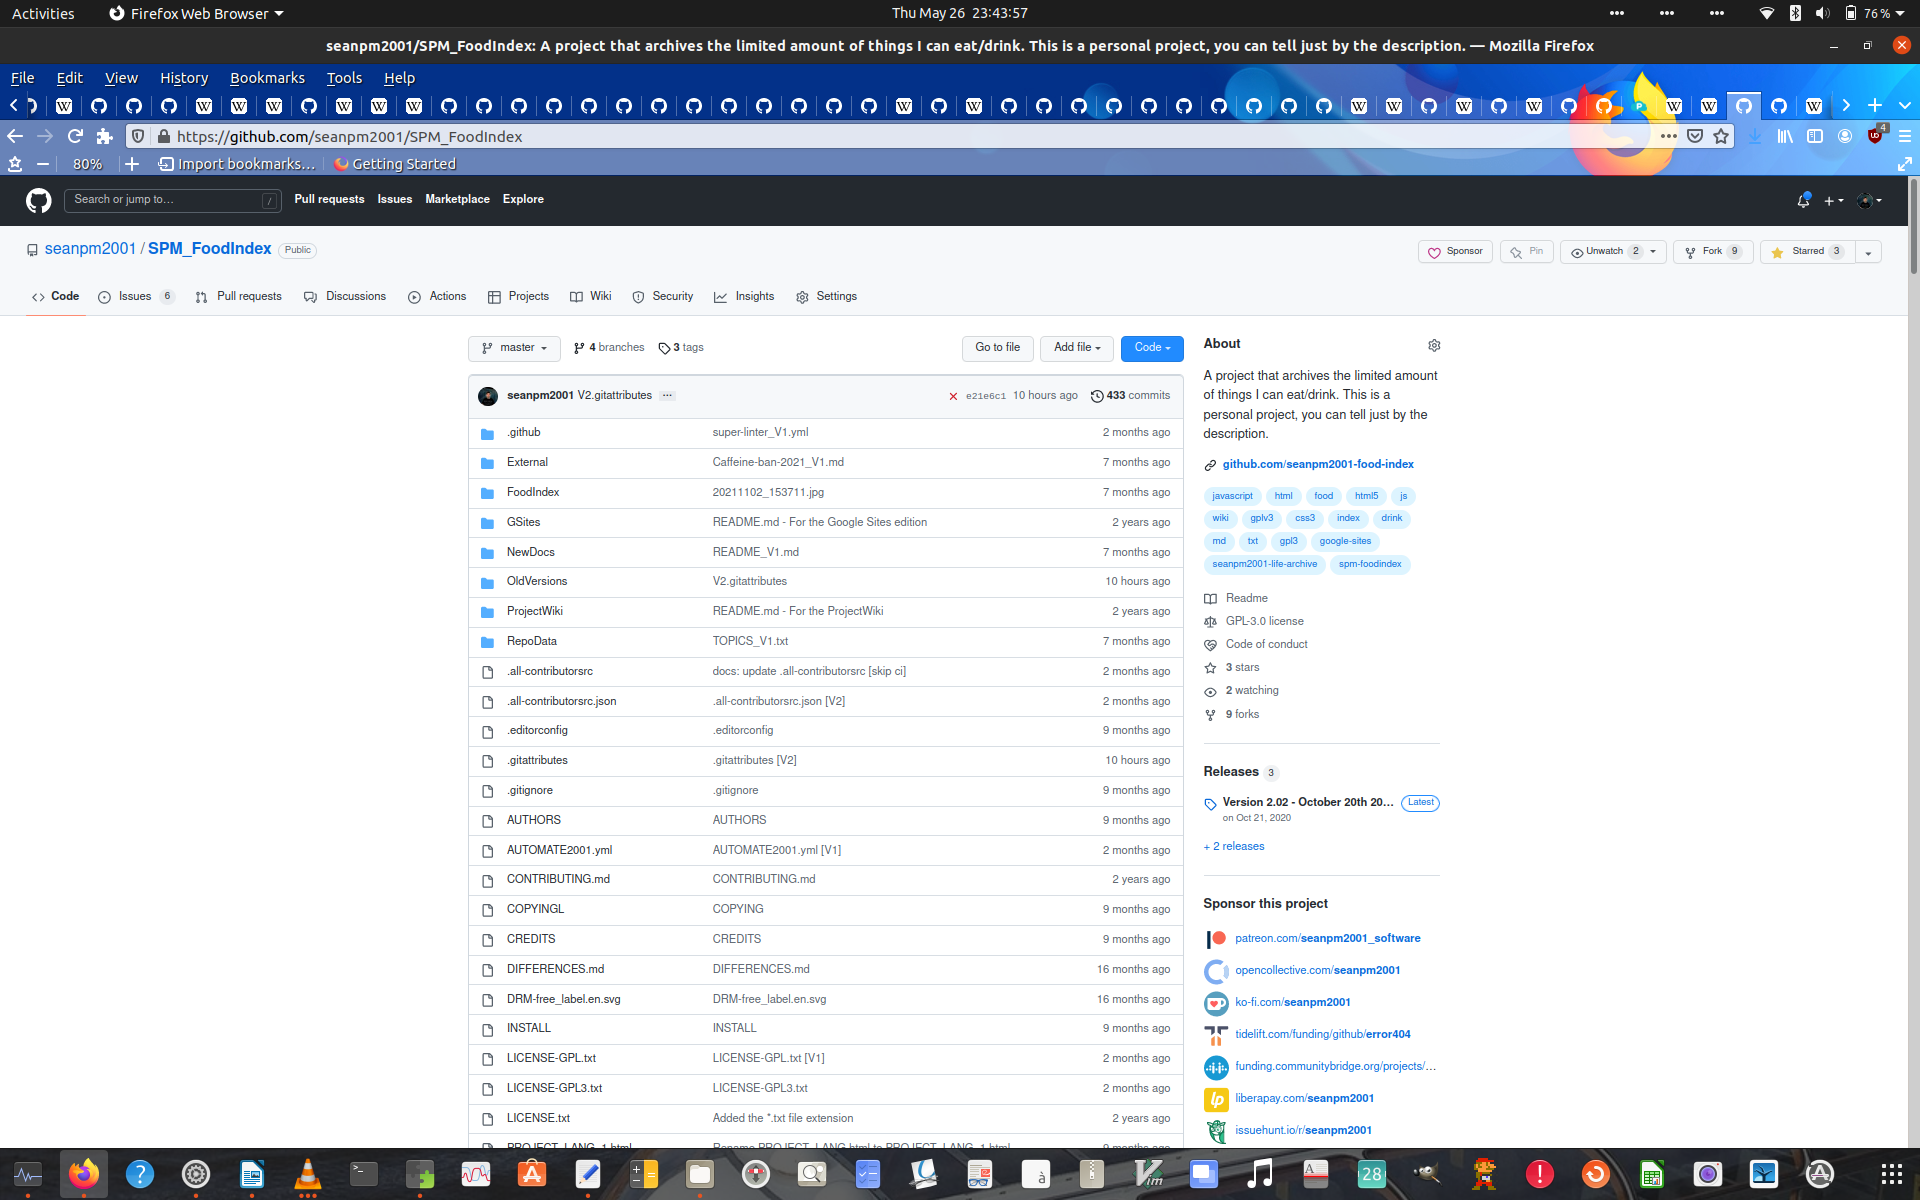 Activities
Firefox Web Browser
Thu May 26 23:43:57
76 %
seanpm2001/SPM_FoodIndex: A project that archives the limited amount of things I can eat/drink. This is a personal project, you can tell just by the description. — Mozilla Firefox
File Edit View History Bookmarks Tools Help
https://github.com/seanpm2001/SPM_FoodIndex
4
80%
Import bookmarks...
Getting Started
Search or jump to...
/
Pull requests Issues Marketplace Explore
seanpm2001 / SPM_FoodIndex Public
Sponsor
Pin
Unwatch 2
Fork 9
Starred 3
Code
Issues 6
Pull requests
Discussions
Actions
Projects
Wiki
Security
Insights
Settings
master
4 branches
3 tags
Go to file
Add file
Code
seanpm2001 V2.gitattributes ...
e21e6c1 10 hours ago
433 commits
.github super-linter_V1.yml 2 months ago
External Caffeine-ban-2021_V1.md 7 months ago
FoodIndex 20211102_153711.jpg 7 months ago
GSites README.md - For the Google Sites edition 2 years ago
NewDocs README_V1.md 7 months ago
OldVersions V2.gitattributes 10 hours ago
ProjectWiki README.md - For the ProjectWiki 2 years ago
RepoData TOPICS_V1.txt 7 months ago
.all-contributorsrc docs: update .all-contributorsrc [skip ci] 2 months ago
.all-contributorsrc.json .all-contributorsrc.json [V2] 2 months ago
.editorconfig .editorconfig 9 months ago
.gitattributes .gitattributes [V2] 10 hours ago
.gitignore .gitignore 9 months ago
AUTHORS AUTHORS 9 months ago
AUTOMATE2001.yml AUTOMATE2001.yml [V1] 2 months ago
CONTRIBUTING.md CONTRIBUTING.md 2 years ago
COPYINGL COPYING 9 months ago
CREDITS CREDITS 9 months ago
DIFFERENCES.md DIFFERENCES.md 16 months ago
DRM-free_label.en.svg DRM-free_label.en.svg 16 months ago
INSTALL INSTALL 9 months ago
LICENSE-GPL.txt LICENSE-GPL.txt [V1] 2 months ago
LICENSE-GPL3.txt LICENSE-GPL3.txt 2 months ago
LICENSE.txt Added the *.txt file extension 2 years ago
PROJECT_LANG_1.html Rename PROJECT_LANG.html to PROJECT_LANG_1.html 9 months ago
About
A project that archives the limited amount
of things I can eat/drink. This is a
personal project, you can tell just by the
description.
github.com/seanpm2001-food-index
javascript html food html5 js
wiki gplv3 css3 index drink
md txt gpl3 google-sites
seanpm2001-life-archive spm-foodindex
Readme
GPL-3.0 license
Code of conduct
3 stars
2 watching
9 forks
Releases 3
Version 2.02 - October 20th 20... Latest
on Oct 21, 2020
+ 2 releases
Sponsor this project
patreon.com/seanpm2001_software
opencollective.com/seanpm2001
ko-fi.com/seanpm2001
tidelift.com/funding/github/error404
funding.communitybridge.org/projects/...
liberapay.com/seanpm2001
issuehunt.io/r/seanpm2001
28